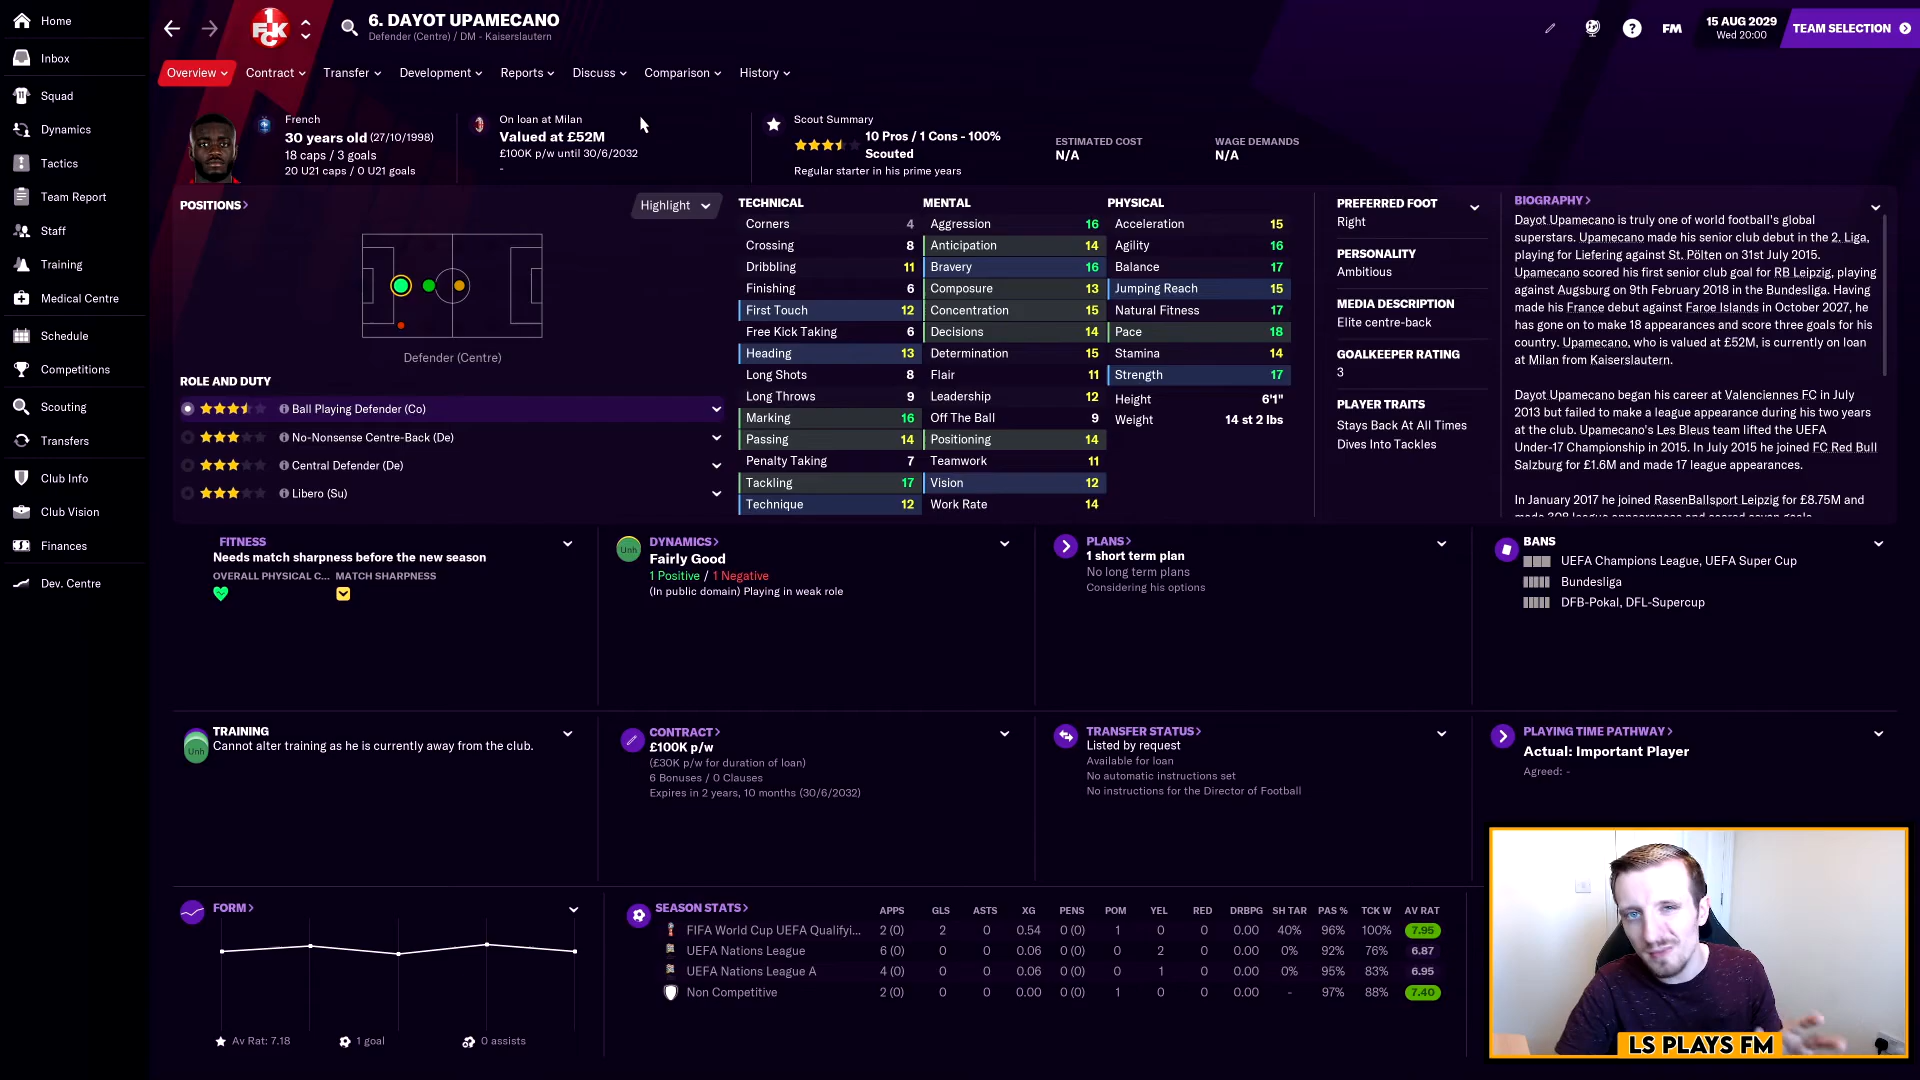 Home
Inbox
Squad
Dynamics
Tactics
Team Report
Staff
Training
Medical Centre
Schedule
Competitions
Scouting
Transfers
Club Info
Club Vision
Finances
Dev. Centre
1
FCK
6. DAYOT UPAMECANO
Defender (Centre) / DM - Kaiserslautern
?
FM
15 AUG 2029
Wed 20:00
TEAM SELECTION
Overview
Contract
Transfer
Development
Reports
Discuss
Comparison
History
French
30 years old (27/10/1998)
18 caps / 3 goals
20 U21 caps / 0 U21 goals
On loan at Milan
Valued at £52M
£100K p/w until 30/6/2032
-
Scout Summary
10 Pros / 1 Cons - 100%
Scouted
Regular starter in his prime years
ESTIMATED COST
N/A
WAGE DEMANDS
N/A
POSITIONS
Highlight
Defender (Centre)
ROLE AND DUTY
Ball Playing Defender (Co)
No-Nonsense Centre-Back (De)
Central Defender (De)
Libero (Su)
TECHNICAL
Corners 4
Crossing 8
Dribbling 11
Finishing 6
First Touch 12
Free Kick Taking 6
Heading 13
Long Shots 8
Long Throws 9
Marking 16
Passing 14
Penalty Taking 7
Tackling 17
Technique 12
MENTAL
Aggression 16
Anticipation 14
Bravery 16
Composure 13
Concentration 15
Decisions 14
Determination 15
Flair 11
Leadership 12
Off The Ball 9
Positioning 14
Teamwork 11
Vision 12
Work Rate 14
PHYSICAL
Acceleration 15
Agility 16
Balance 17
Jumping Reach 15
Natural Fitness 17
Pace 18
Stamina 14
Strength 17
Height 6'1"
Weight 14 st 2 lbs
PREFERRED FOOT
Right
PERSONALITY
Ambitious
MEDIA DESCRIPTION
Elite centre-back
GOALKEEPER RATING
3
PLAYER TRAITS
Stays Back At All Times
Dives Into Tackles
BIOGRAPHY
Dayot Upamecano is truly one of world football's global
superstars. Upamecano made his senior club debut in the 2. Liga,
playing for Liefering against St. Pölten on 31st July 2015.
Upamecano scored his first senior club goal for RB Leipzig, playing
against Augsburg on 9th February 2018 in the Bundesliga. Having
made his France debut against Faroe Islands in October 2027, he
has gone on to make 18 appearances and score three goals for his
country. Upamecano, who is valued at £52M, is currently on loan
at Milan from Kaiserslautern.
Dayot Upamecano began his career at Valenciennes FC in July
2013 but failed to make a league appearance during his two years
at the club. Upamecano's Les Bleus team lifted the UEFA
Under-17 Championship in 2015. In July 2015 he joined FC Red Bull
Salzburg for £1.6M and made 17 league appearances.
In January 2017 he joined RasenBallsport Leipzig for £8.75M and
made 208 league appearances and scored seven goals.
FITNESS
Needs match sharpness before the new season
OVERALL PHYSICAL C... MATCH SHARPNESS
Unh
DYNAMICS
Fairly Good
1 Positive / 1 Negative
(In public domain) Playing in weak role
PLANS
1 short term plan
No long term plans
Considering his options
BANS
UEFA Champions League, UEFA Super Cup
Bundesliga
DFB-Pokal, DFL-Supercup
Unh
TRAINING
Cannot alter training as he is currently away from the club.
CONTRACT
£100K p/w
(£30K p/w for duration of loan)
6 Bonuses / 0 Clauses
Expires in 2 years, 10 months (30/6/2032)
TRANSFER STATUS
Listed by request
Available for loan
No automatic instructions set
No instructions for the Director of Football
PLAYING TIME PATHWAY
Actual: Important Player
Agreed: -
FORM
Av Rat: 7.18
1 goal
0 assists
SEASON STATS APPS GLS ASTS XG PENS POM YEL RED DRBPG SH TAR PAS % TCK W AV RAT
FIFA World Cup UEFA Qualifyi... 2 (0) 2 0 0.54 0 (0) 1 0 0 0.00 40% 96% 100% 7.95
UEFA Nations League 6 (0) 0 0 0.06 0 (0) 0 2 0 0.00 0% 92% 76% 6.87
UEFA Nations League A 4 (0) 0 0 0.06 0 (0) 0 1 0 0.00 0% 95% 83% 6.95
Non Competitive 2 (0) 0 0 0.00 0 (0) 1 0 0 0.00 - 97% 88% 7.40
LS PLAYS FM